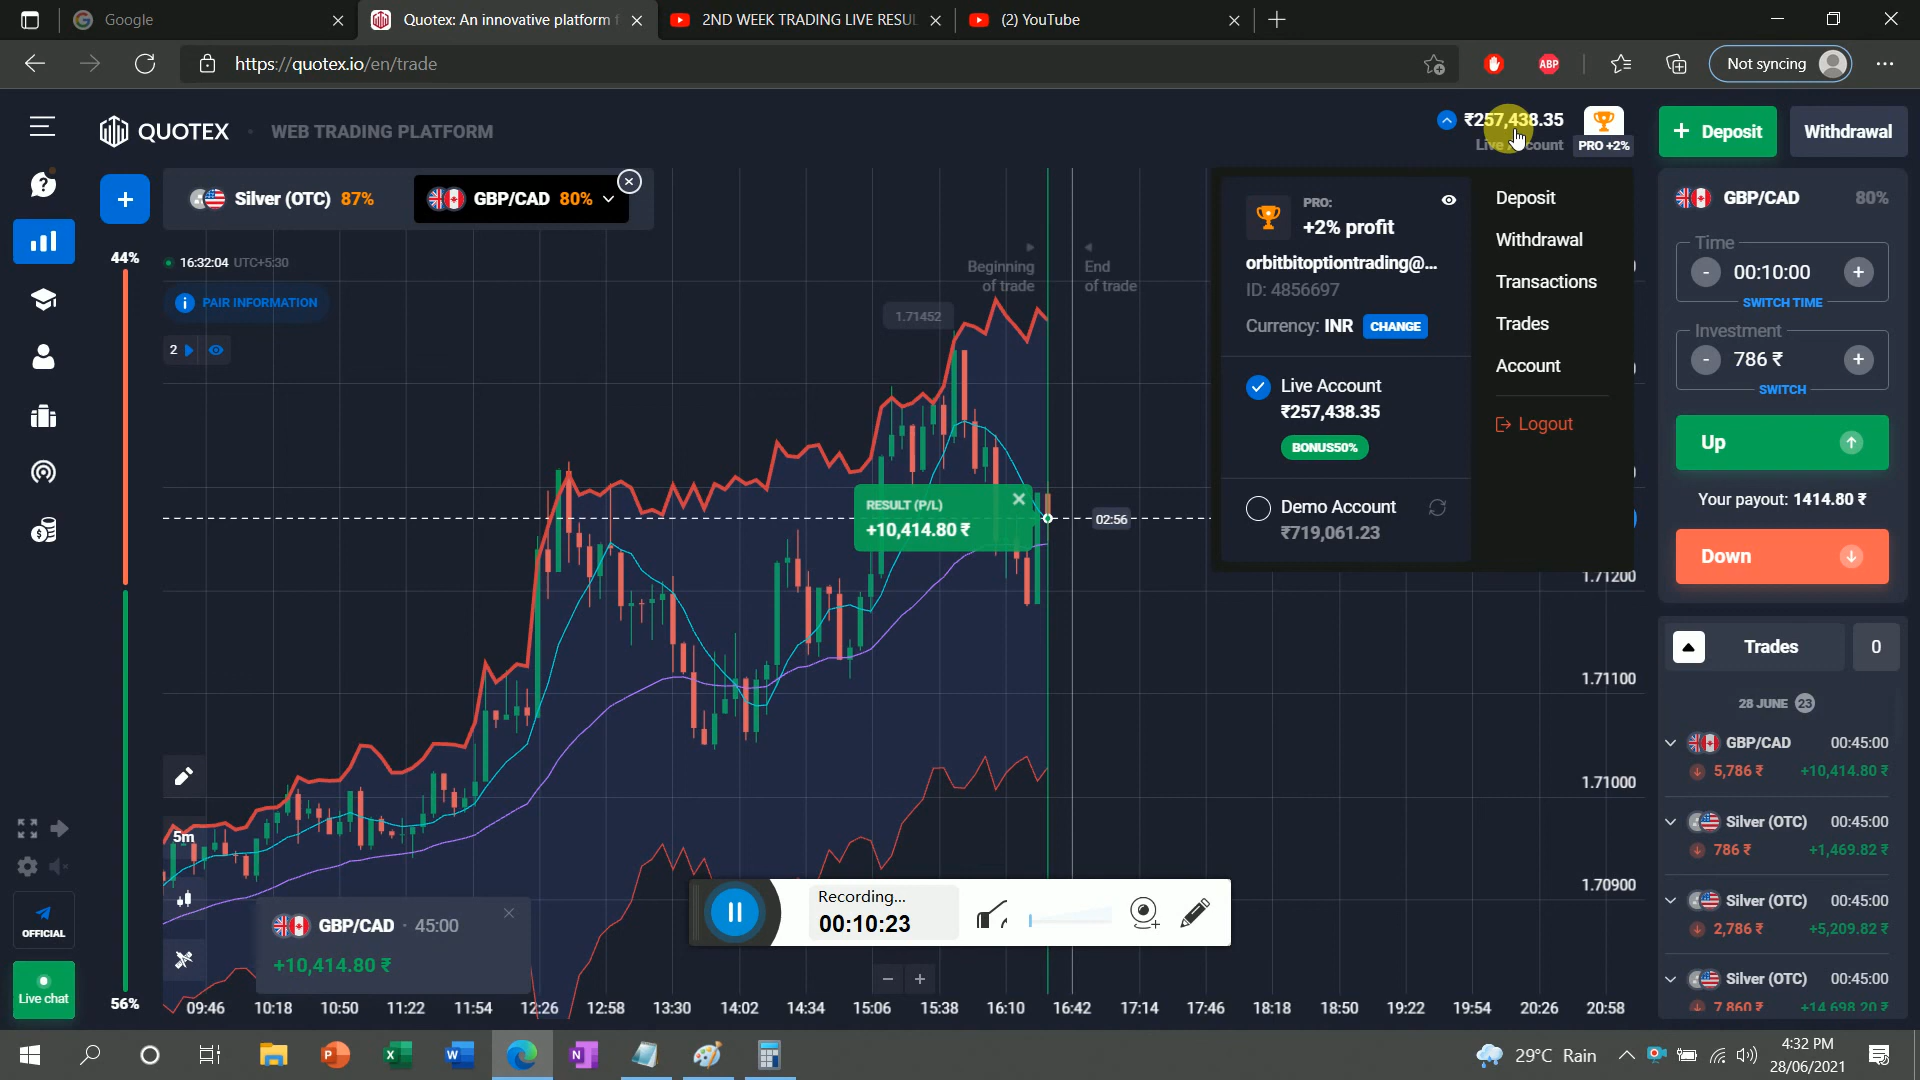 Google
Quotex: An innovative platform f
2ND WEEK TRADING LIVE RESUL
(2) YouTube
https://quotex.io/en/trade
ABP
Not syncing
QUOTEX
WEB TRADING PLATFORM
₹257,438.35
PRO +2%
+ Deposit
Withdrawal
Silver (OTC) 87%
GBP/CAD 80%
44%
16:32:04 UTC+5:30
PAIR INFORMATION
2
Beginning of trade
End of trade
1.71452
PRO:
+2% profit
orbitbitoptiontrading@...
ID: 4856697
Currency: INR CHANGE
Live Account
₹257,438.35
BONUS50%
Demo Account
₹719,061.23
Deposit
Withdrawal
Transactions
Trades
Account
Logout
GBP/CAD 80%
Time
- 00:10:00 +
SWITCH TIME
Investment
- 786 ₹ +
SWITCH
Up
Your payout: 1414.80 ₹
Down
RESULT (P/L)
+10,414.80 ₹
02:56
1.71200
1.71100
1.71000
1.70900
Trades 0
28 JUNE 23
GBP/CAD 00:45:00
5,786 ₹ +10,414.80 ₹
Silver (OTC) 00:45:00
786 ₹ +1,469.82 ₹
Silver (OTC) 00:45:00
2,786 ₹ +5,209.82 ₹
Silver (OTC) 00:45:00
7,860 ₹ +14,698.20 ₹
5m
OFFICIAL
Live chat
56%
GBP/CAD · 45:00
+10,414.80 ₹
Recording...
00:10:23
09:46 10:18 10:50 11:22 11:54 12:26 12:58 13:30 14:02 14:34 15:06 15:38 16:10 16:42 17:14 17:46 18:18 18:50 19:22 19:54 20:26 20:58
29°C Rain
4:32 PM
28/06/2021